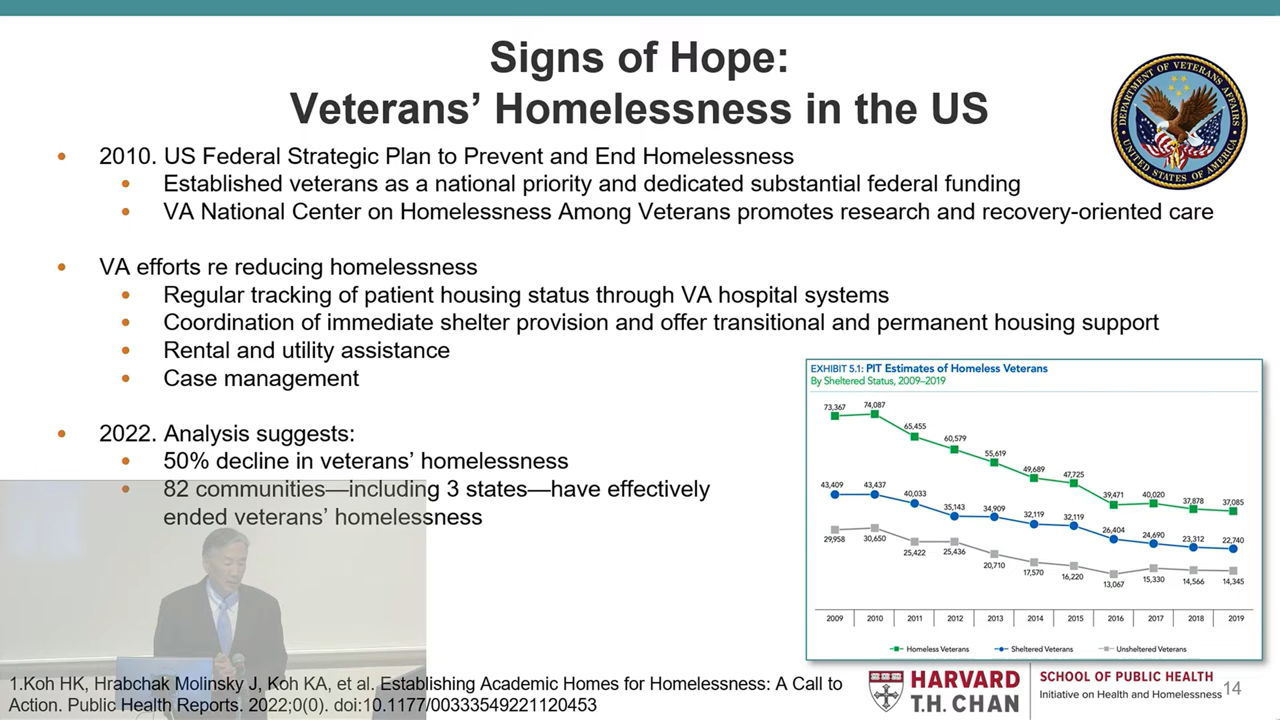 Signs of Hope:
Veterans' Homelessness in the US
DEPARTMENT OF VETERANS AFFAIRS
UNITED STATES OF AMERICA
• 2010. US Federal Strategic Plan to Prevent and End Homelessness
• Established veterans as a national priority and dedicated substantial federal funding
• VA National Center on Homelessness Among Veterans promotes research and recovery-oriented care
• VA efforts re reducing homelessness
• Regular tracking of patient housing status through VA hospital systems
• Coordination of immediate shelter provision and offer transitional and permanent housing support
• Rental and utility assistance
• Case management
• 2022. Analysis suggests:
• 50% decline in veterans' homelessness
• 82 communities—including 3 states—have effectively
ended veterans' homelessness
EXHIBIT 5.1: PIT Estimates of Homeless Veterans
By Sheltered Status, 2009–2019
73,367 74,087 65,455 60,579 55,619 49,689 47,725 39,471 40,020 37,878 37,085
43,409 43,437 40,033 35,143 34,909 32,119 32,119 26,404 24,690 23,312 22,740
29,958 30,650 25,422 25,436 20,710 17,570 16,220 13,067 15,330 14,566 14,345
2009 2010 2011 2012 2013 2014 2015 2016 2017 2018 2019
Homeless Veterans Sheltered Veterans Unsheltered Veterans
1.Koh HK, Hrabchak Molinsky J, Koh KA, et al. Establishing Academic Homes for Homelessness: A Call to
Action. Public Health Reports. 2022;0(0). doi:10.1177/00333549221120453
HARVARD
T.H. CHAN
SCHOOL OF PUBLIC HEALTH
Initiative on Health and Homelessness
14